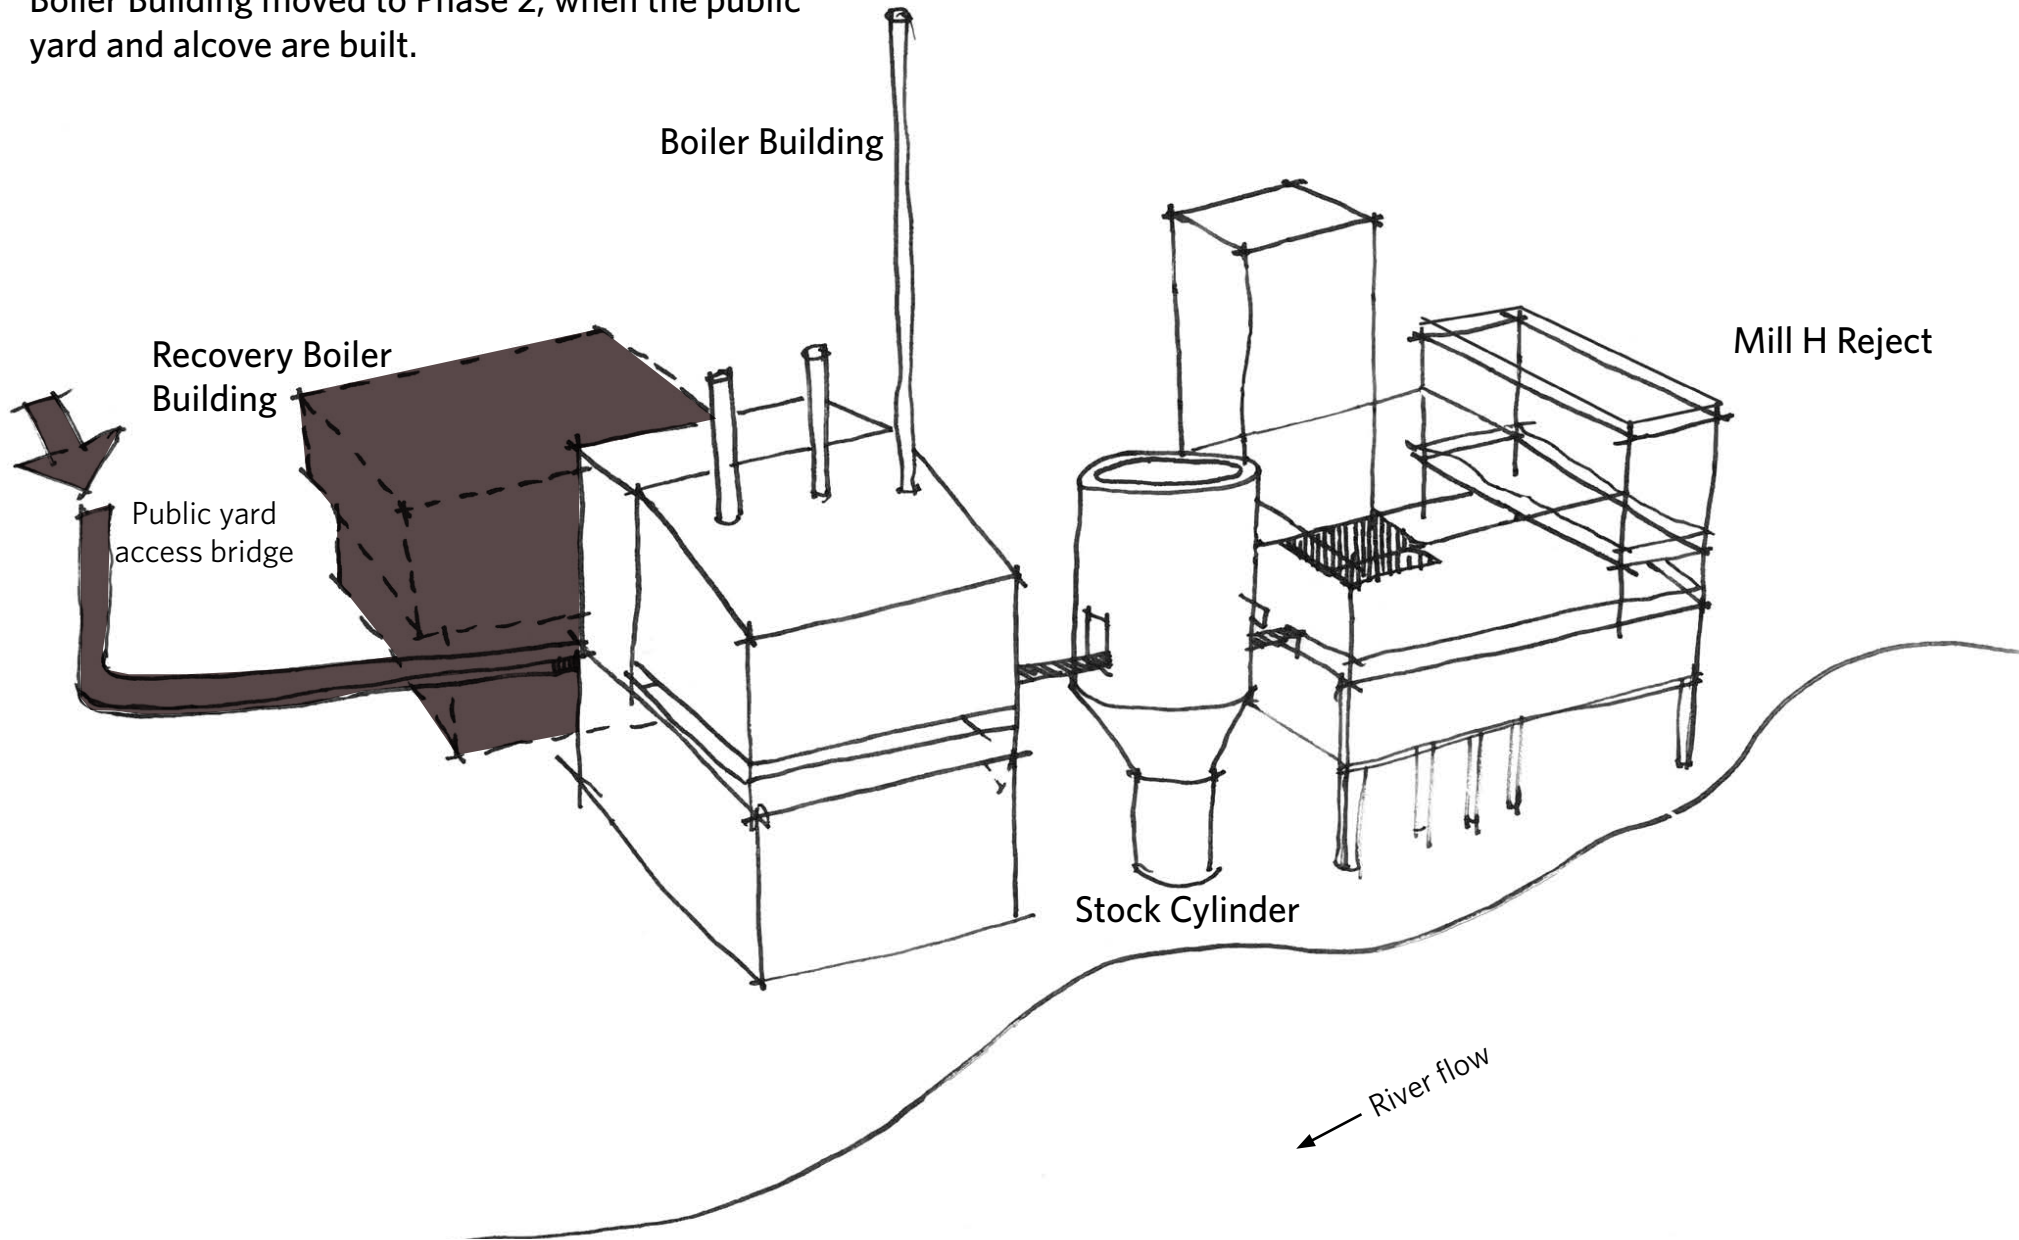 Boiler Building moved to Phase 2, when the public
yard and alcove are built.
Boiler Building
Recovery Boiler
Building
Mill H Reject
Public yard
access bridge
Stock Cylinder
River flow